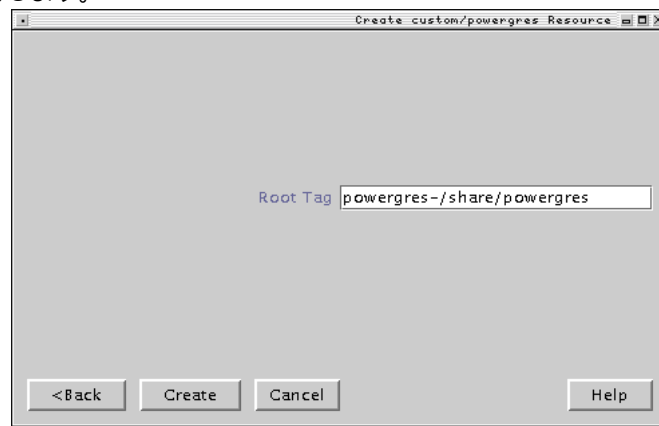 Create custom/powergres Resource
Root Tag powergres-/share/powergres
<Back Create Cancel Help